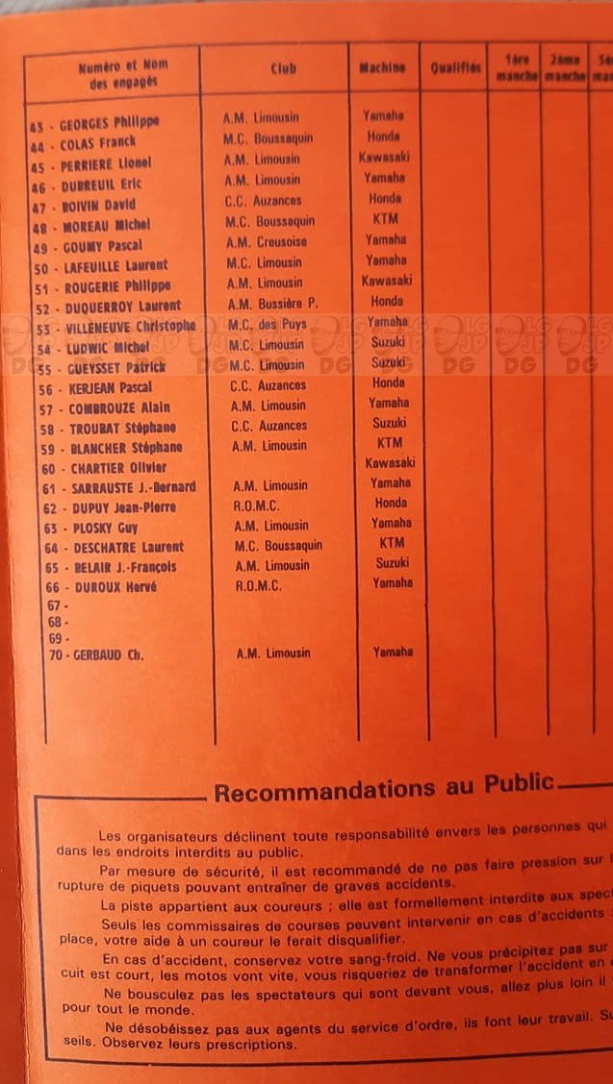 Numéro et Nom des engagés Club Machine Qualifiés 1ère manche 2ème manche
43 - GEORGES Philippe A.M. Limousin Yamaha
44 - COLAS Franck M.C. Boussaquin Honda
45 - PERRIERE Lionel A.M. Limousin Kawasaki
46 - DUBREUIL Eric A.M. Limousin Yamaha
47 - BOIVIN David C.C. Auzances Honda
48 - MOREAU Michel M.C. Boussaquin KTM
49 - GOUMY Pascal A.M. Creusoise Yamaha
50 - LAFEUILLE Laurent M.C. Limousin Yamaha
51 - ROUGERIE Philippe A.M. Limousin Kawasaki
52 - DUQUERROY Laurent A.M. Bussière P. Honda
53 - VILLENEUVE Christophe M.C. des Puys Yamaha
54 - LUDWIC Michel M.C. Limousin Suzuki
55 - GUEYSSET Patrick M.C. Limousin Suzuki
56 - KERJEAN Pascal C.C. Auzances Honda
57 - COMBROUZE Alain A.M. Limousin Yamaha
58 - TROUBAT Stéphane C.C. Auzances Suzuki
59 - BLANCHER Stéphane A.M. Limousin KTM
60 - CHARTIER Olivier Kawasaki
61 - SARRAUSTE J.-Bernard A.M. Limousin Yamaha
62 - DUPUY Jean-Pierre R.O.M.C. Honda
63 - PLOSKY Guy A.M. Limousin Yamaha
64 - DESCHATRE Laurent M.C. Boussaquin KTM
65 - BELAIR J.-François A.M. Limousin Suzuki
66 - DUROUX Hervé R.O.M.C. Yamaha
67 -
68 -
69 -
70 - GERBAUD Ch. A.M. Limousin Yamaha
Recommandations au Public
Les organisateurs déclinent toute responsabilité envers les personnes qui
dans les endroits interdits au public.
Par mesure de sécurité, il est recommandé de ne pas faire pression sur
rupture de piquets pouvant entraîner de graves accidents.
La piste appartient aux coureurs ; elle est formellement interdite aux spect
Seuls les commissaires de courses peuvent intervenir en cas d'accidents
place, votre aide à un coureur le ferait disqualifier.
En cas d'accident, conservez votre sang-froid. Ne vous précipitez pas sur
cuit est court, les motos vont vite, vous risqueriez de transformer l'accident en
Ne bousculez pas les spectateurs qui sont devant vous, allez plus loin il
pour tout le monde.
Ne désobéissez pas aux agents du service d'ordre, ils font leur travail. Su
seils. Observez leurs prescriptions.